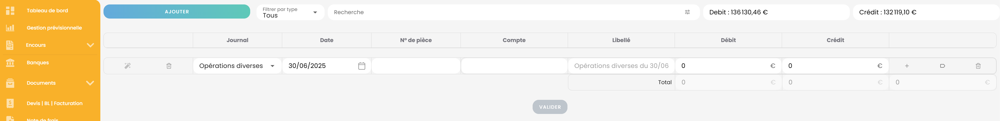 Tableau de bord
Gestion prévisionnelle
Encours
Banques
Documents
Devis | BL | Facturation
Note de frais
AJOUTER
Filtrer par type
Tous
Recherche
Debit : 136 130,46 €
Crédit : 132 119,10 €
Journal Date N° de pièce Compte Libellé Débit Crédit
Opérations diverses 30/06/2025 Opérations diverses du 30/06 0 € 0 €
Total 0 € 0 € 0 €
VALIDER